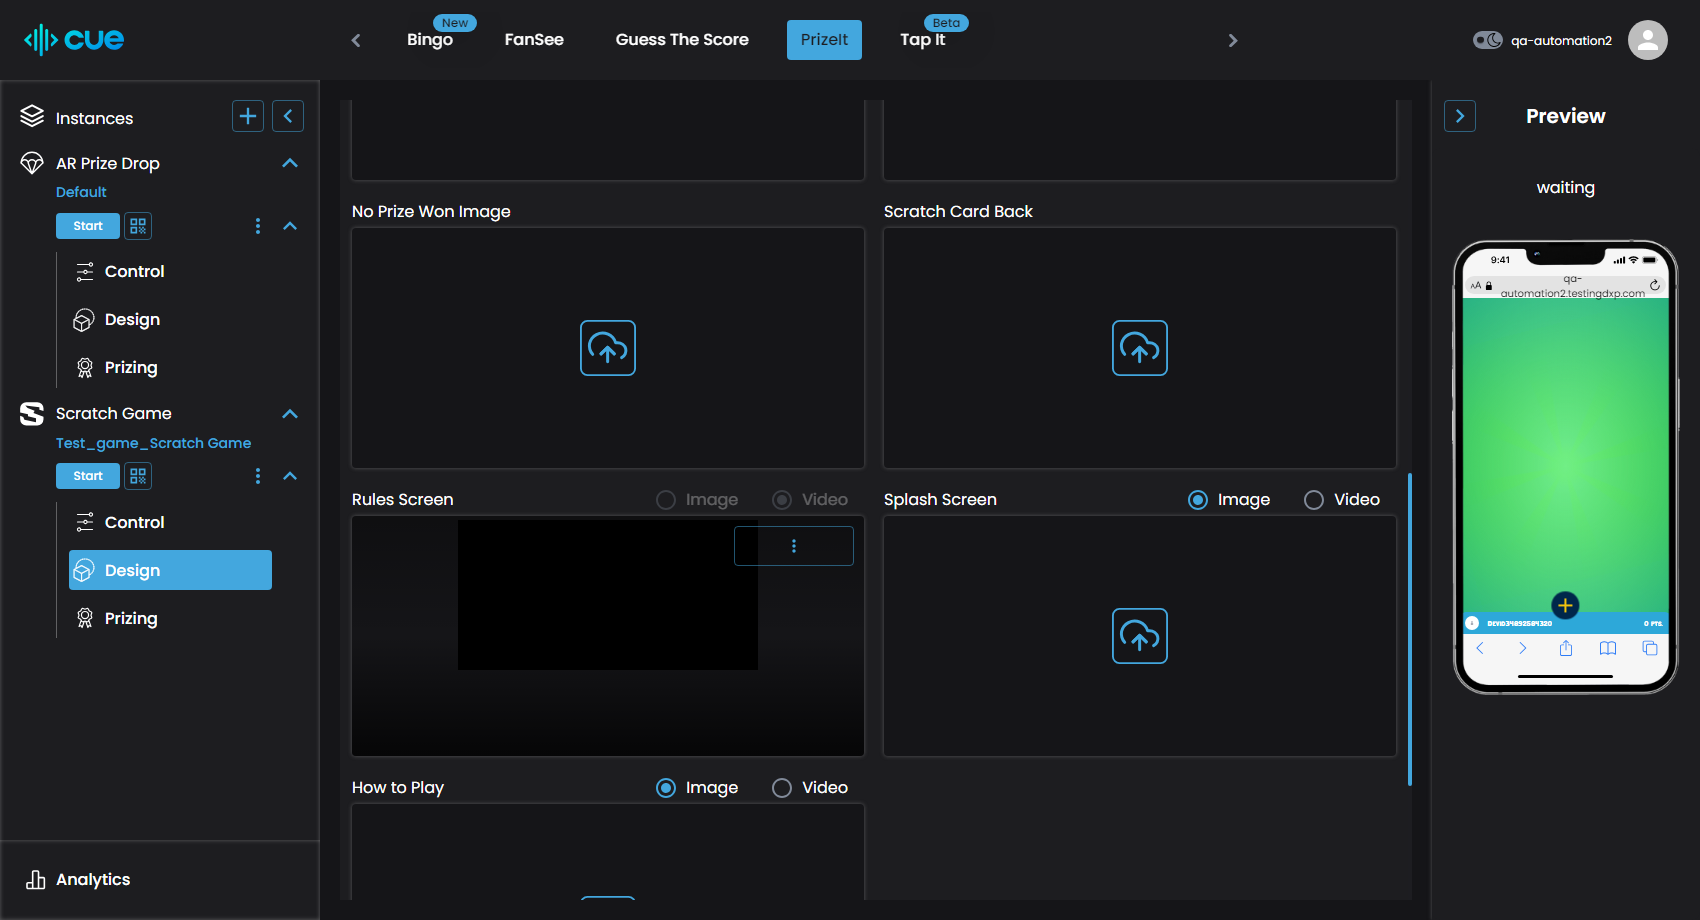 cue
Bingo
New
FanSee
Guess The Score
PrizeIt
Tap It
Beta
qa-automation2
Instances
AR Prize Drop
Default
Start
Control
Design
Prizing
Scratch Game
Test_game_Scratch Game
Start
Control
Design
Prizing
Analytics
No Prize Won Image
Scratch Card Back
Rules Screen
Image
Video
Splash Screen
Image
Video
How to Play
Image
Video
Preview
waiting
9:41
AA
qa-
automation2.testingdxp.com
0 PTS.